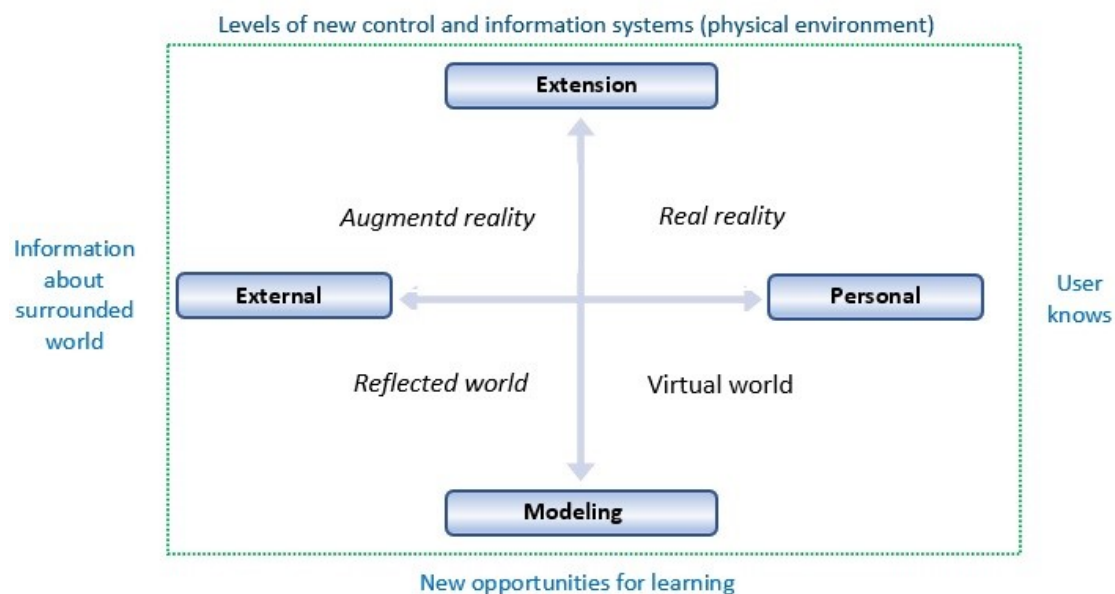 Levels of new control and information systems (physical environment)
Extension
Augmentd reality
Real reality
Information
about
surrounded
world
External
Personal
User
knows
Reflected world
Virtual world
Modeling
New opportunities for learning